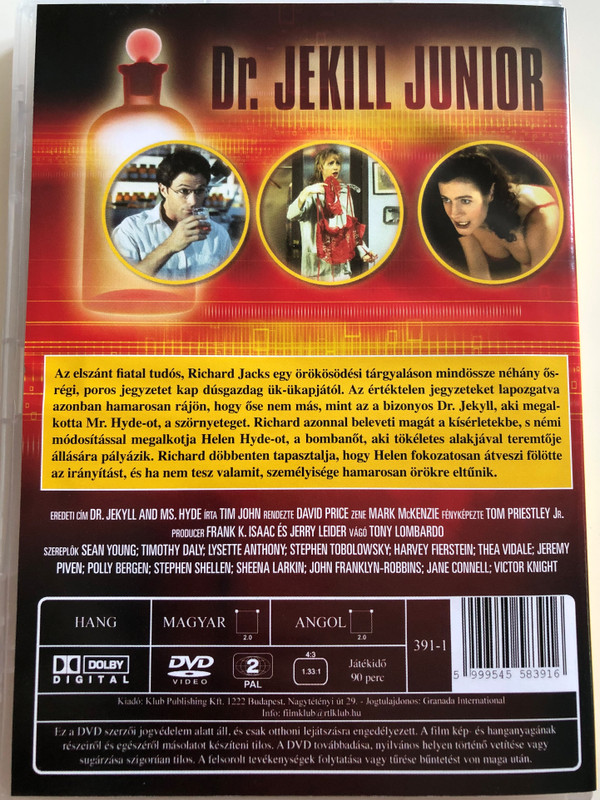 Dr. JEKILL JUNIOR
Az elszánt fiatal tudós, Richard Jacks egy örökösödési tárgyaláson mindössze néhány ős-
régi, poros jegyzetet kap dúsgazdag ük-ükapjától. Az értéktelen jegyzeteket lapozgatva
azonban hamarosan rájön, hogy őse nem más, mint az a bizonyos Dr. Jekyll, aki megal-
kotta Mr. Hyde-ot, a szörnyeteget. Richard azonnal beleveti magát a kísérletekbe, s némi
módosítással megalkotja Helen Hyde-ot, a bombanőt, aki tökéletes alakjával teremtője
állására pályázik. Richard döbbenten tapasztalja, hogy Helen fokozatosan átveszi fölötte
az irányítást, és ha nem tesz valamit, személyisége hamarosan örökre eltűnik.
EREDETI CÍM DR. JEKYLL AND MS. HYDE ÍRTA TIM JOHN RENDEZTE DAVID PRICE ZENE MARK McKENZIE FÉNYKÉPEZTE TOM PRIESTLEY Jr.
PRODUCER FRANK K. ISAAC ÉS JERRY LEIDER VÁGÓ TONY LOMBARDO
SZEREPLŐK SEAN YOUNG; TIMOTHY DALY; LYSETTE ANTHONY; STEPHEN TOBOLOWSKY; HARVEY FIERSTEIN; THEA VIDALE; JEREMY
PIVEN; POLLY BERGEN; STEPHEN SHELLEN; SHEENA LARKIN; JOHN FRANKLYN-ROBBINS; JANE CONNELL; VICTOR KNIGHT
HANG MAGYAR 2.0 ANGOL 2.0
391-1
5 999545 583916
DOLBY DIGITAL
DVD VIDEO
2 PAL
4:3 1.33:1
Játékidő
90 perc
Kiadó: Klub Publishing Kft. 1222 Budapest, Nagytétényi út 29. - Jogtulajdonos: Granada International
Info: filmklub@rtlklub.hu
Ez a DVD szerzői jogvédelem alatt áll, és csak otthoni lejátszásra engedélyezett. A film kép- és hanganyagának
részeiről és egészéről másolatot készíteni tilos. A DVD továbbadása, nyilvános helyen történő vetítése vagy
sugárzása szigorúan tilos. A felsorolt tevékenységek folytatása vagy tűrése büntetést von maga után.